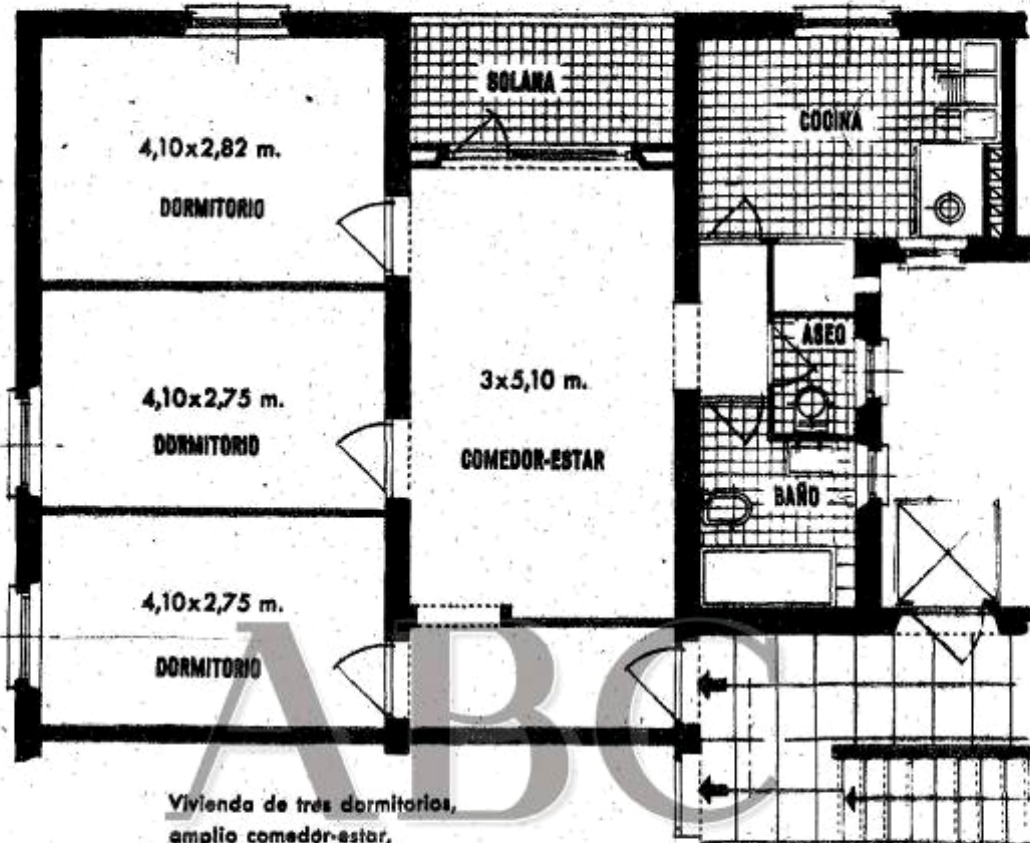 SOLANA
COCINA
4,10x2,82 m.
DORMITORIO
ASEO
4,10x2,75 m.
DORMITORIO
3x5,10 m.
COMEDOR-ESTAR
BAÑO
4,10x2,75 m.
DORMITORIO
ABC
Vivienda de tres dormitorios,
amplio comedor-estar,